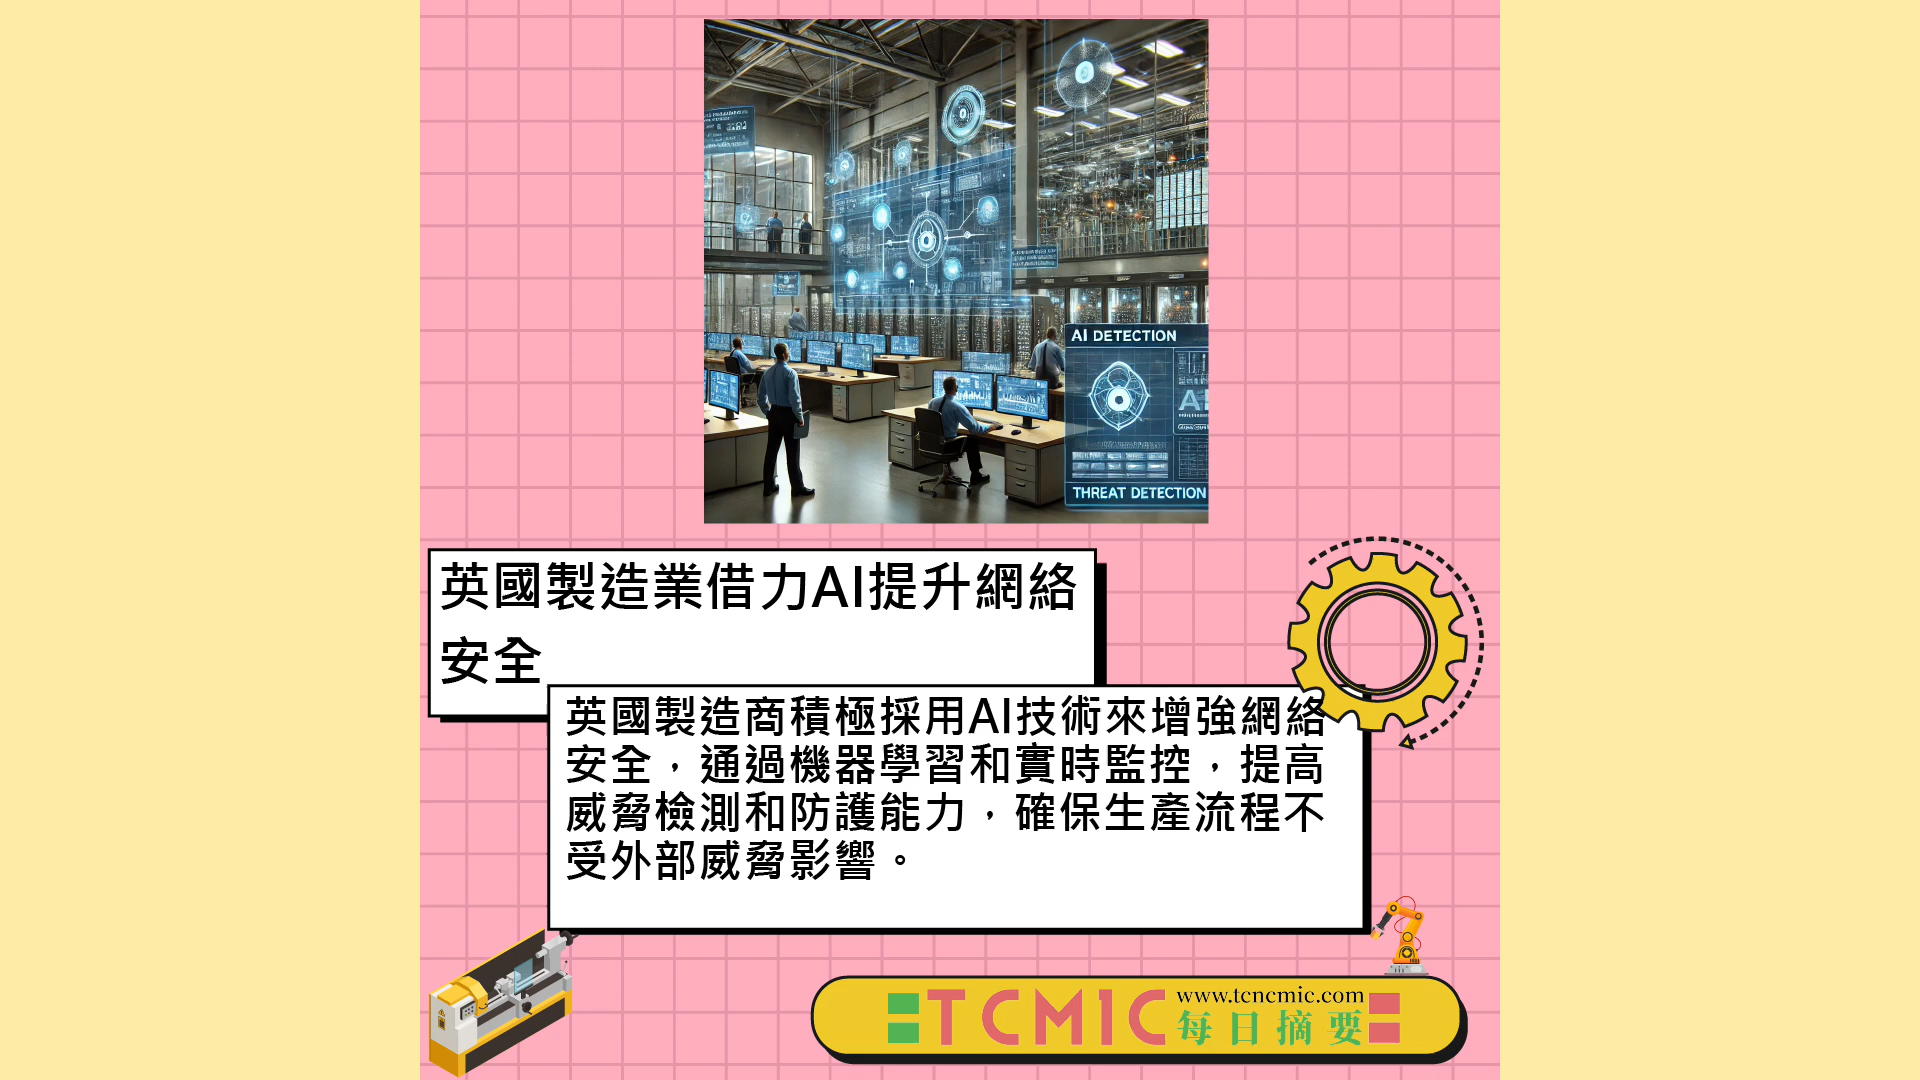 AI DETECTION
THREAT DETECTION
英國製造業借力AI提升網絡
安全
英國製造商積極採用AI技術來增強網絡
安全，通過機器學習和實時監控，提高
威脅檢測和防護能力，確保生產流程不
受外部威脅影響。
TCMIC
www.tcncmic.com
每日摘要